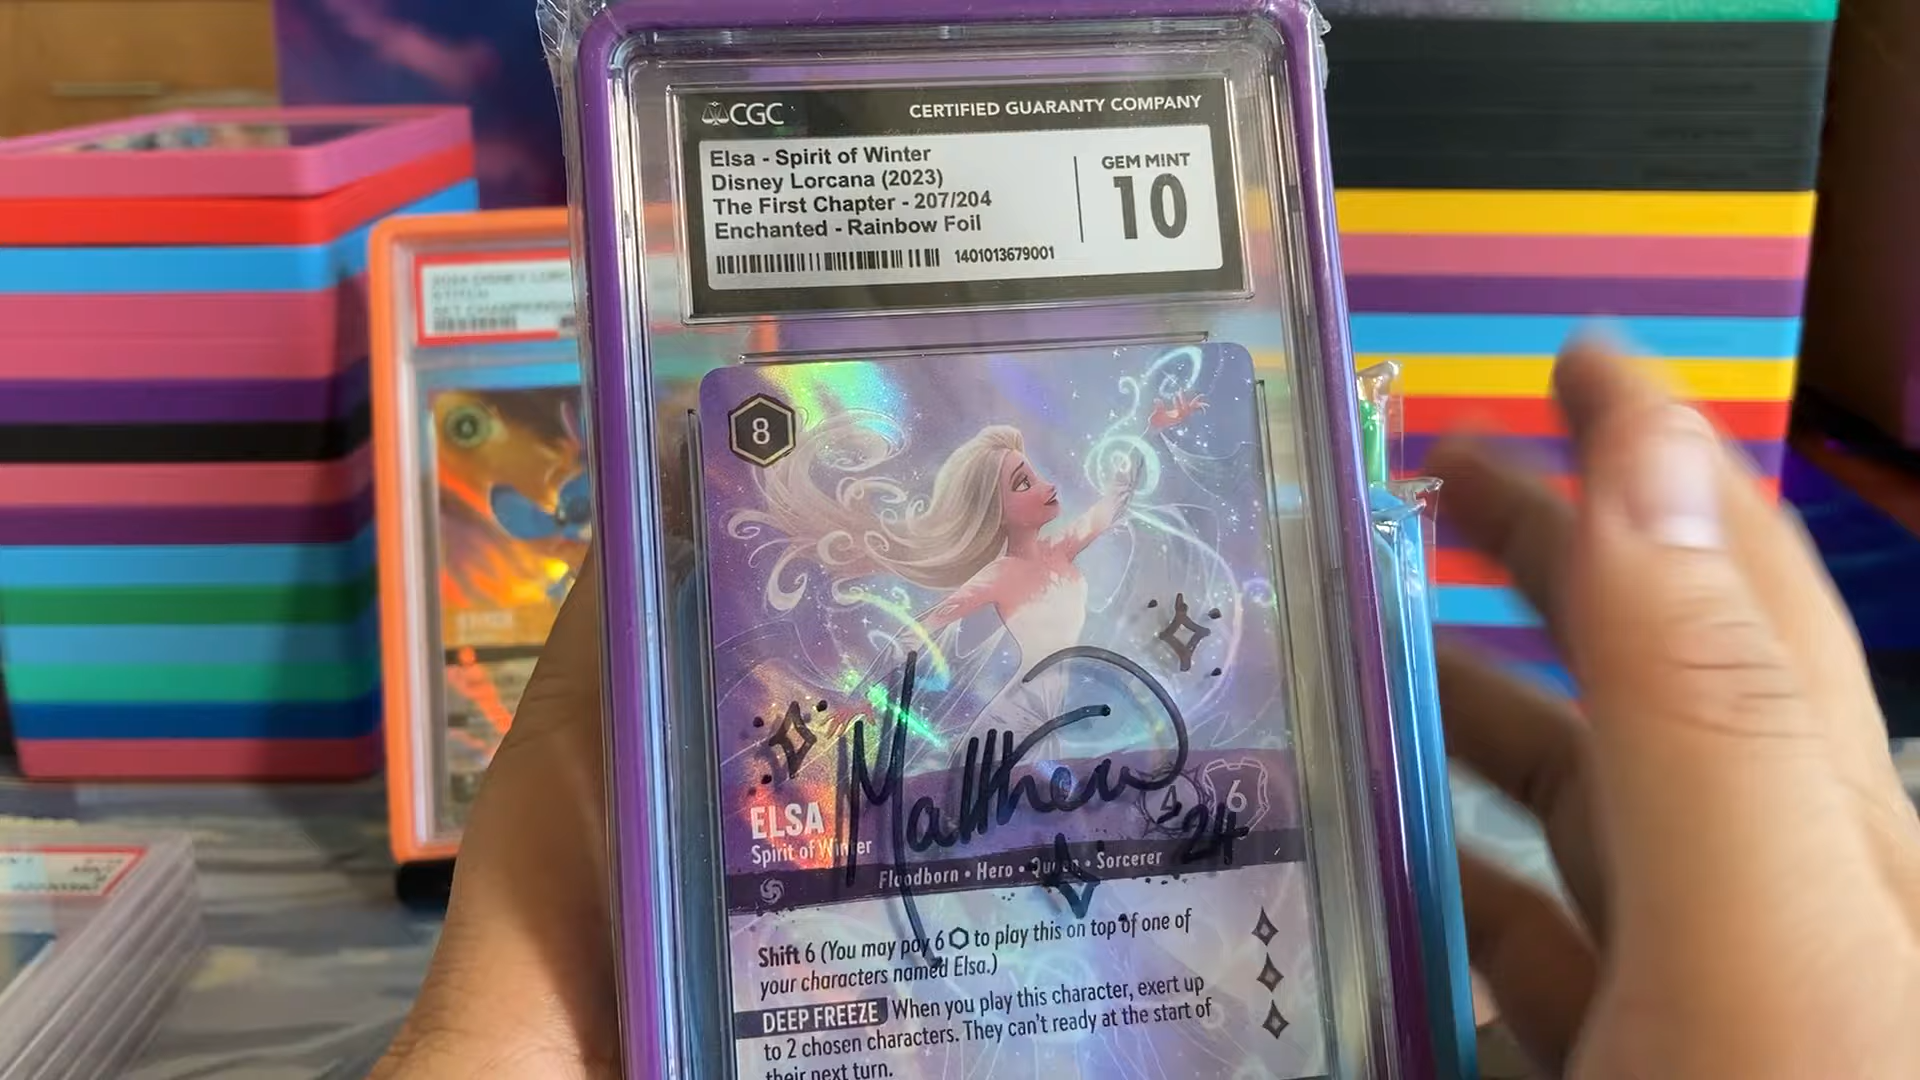 CGC CERTIFIED GUARANTY COMPANY
Elsa - Spirit of Winter
Disney Lorcana (2023)
The First Chapter - 207/204
Enchanted - Rainbow Foil
1401013679001
GEM MINT
10
8
Matthew
'24
4 6
ELSA
Spirit of Winter
Floodborn • Hero • Queen • Sorcerer
Shift 6 (You may pay 6 ⬡ to play this on top of one of
your characters named Elsa.)
DEEP FREEZE When you play this character, exert up
to 2 chosen characters. They can't ready at the start of
their next turn.
STITCH